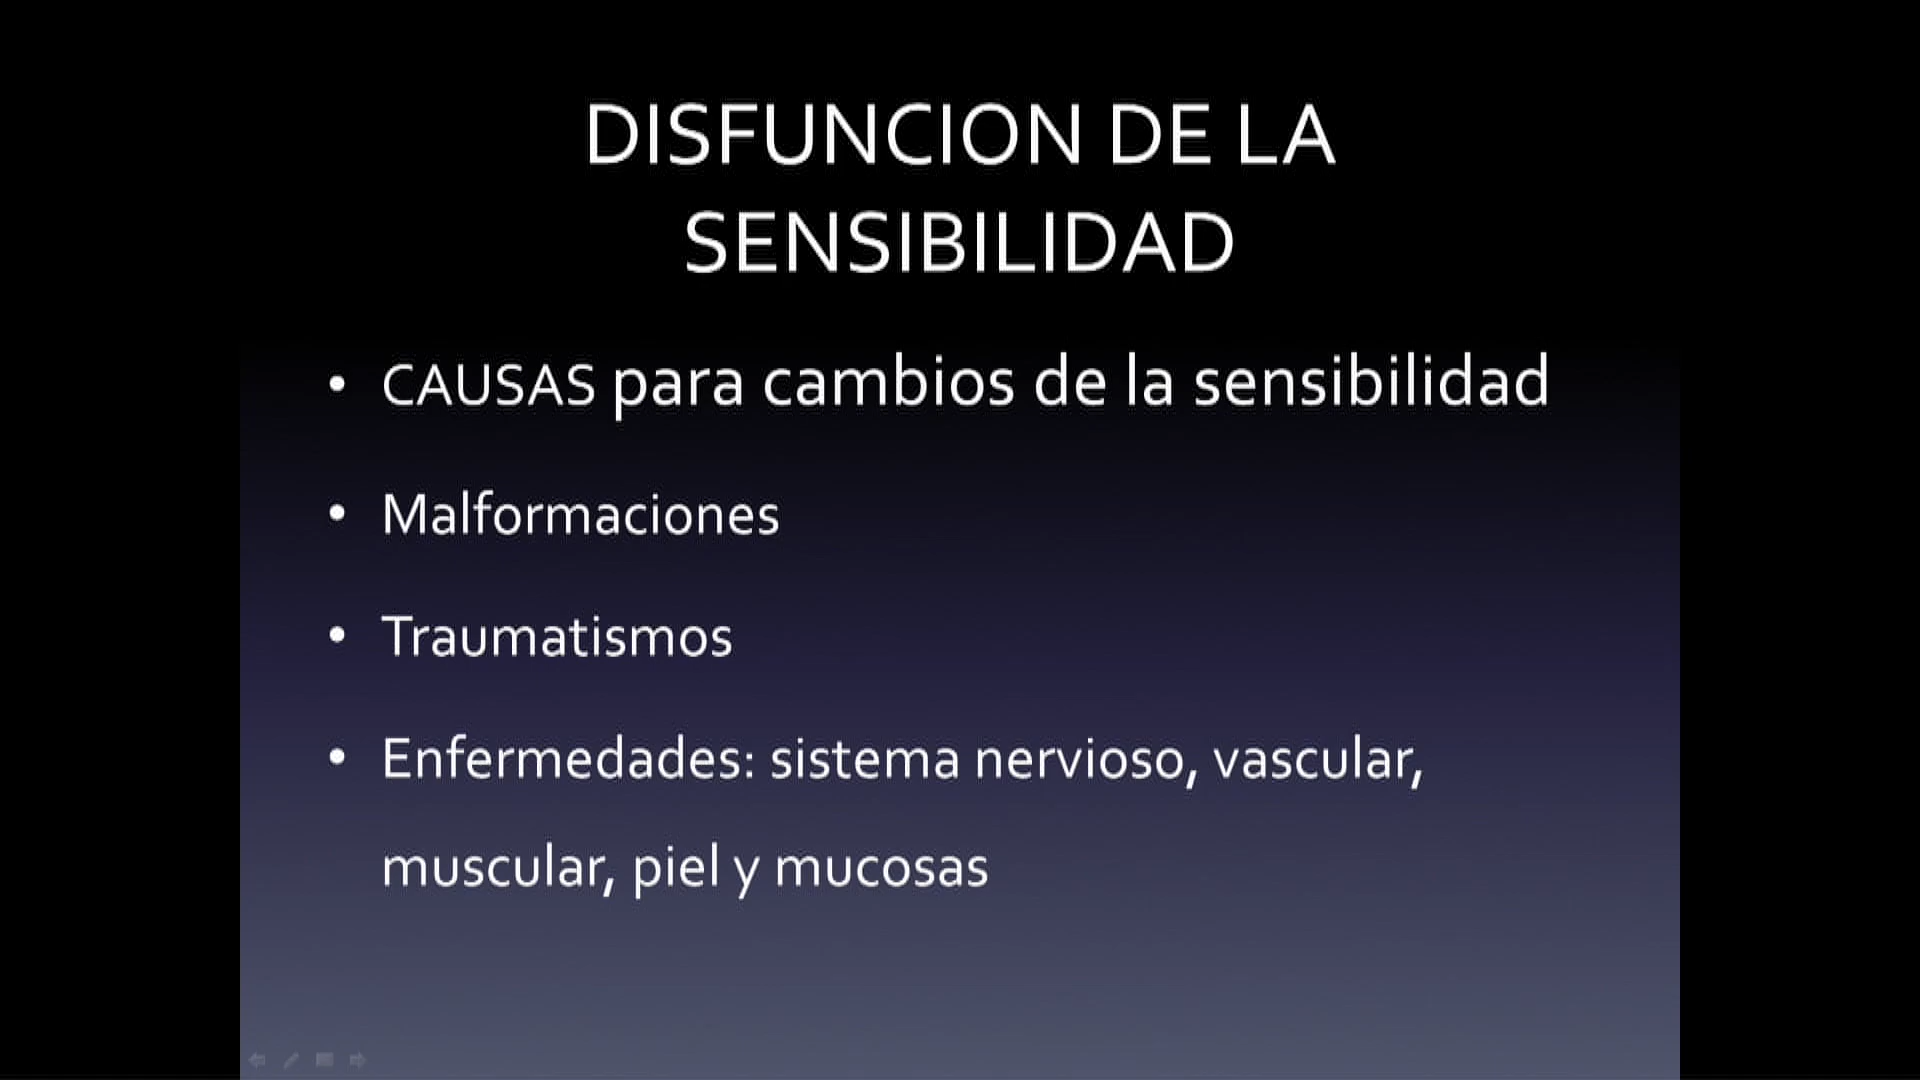 DISFUNCION DE LA
SENSIBILIDAD
• CAUSAS para cambios de la sensibilidad
• Malformaciones
• Traumatismos
• Enfermedades: sistema nervioso, vascular,
muscular, piel y mucosas